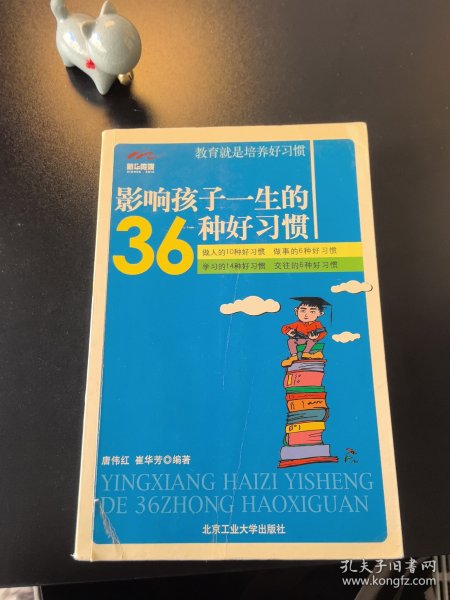 教育就是培养好习惯
影响孩子一生的
36种好习惯
做人的10种好习惯 做事的6种好习惯
学习的14种好习惯 交往的6种好习惯
唐伟红 崔华芳◎编著
YINGXIANG HAIZI YISHENG
DE 36ZHONG HAOXIGUAN
北京工业大学出版社
孔夫子旧书网
www.kongfz.com